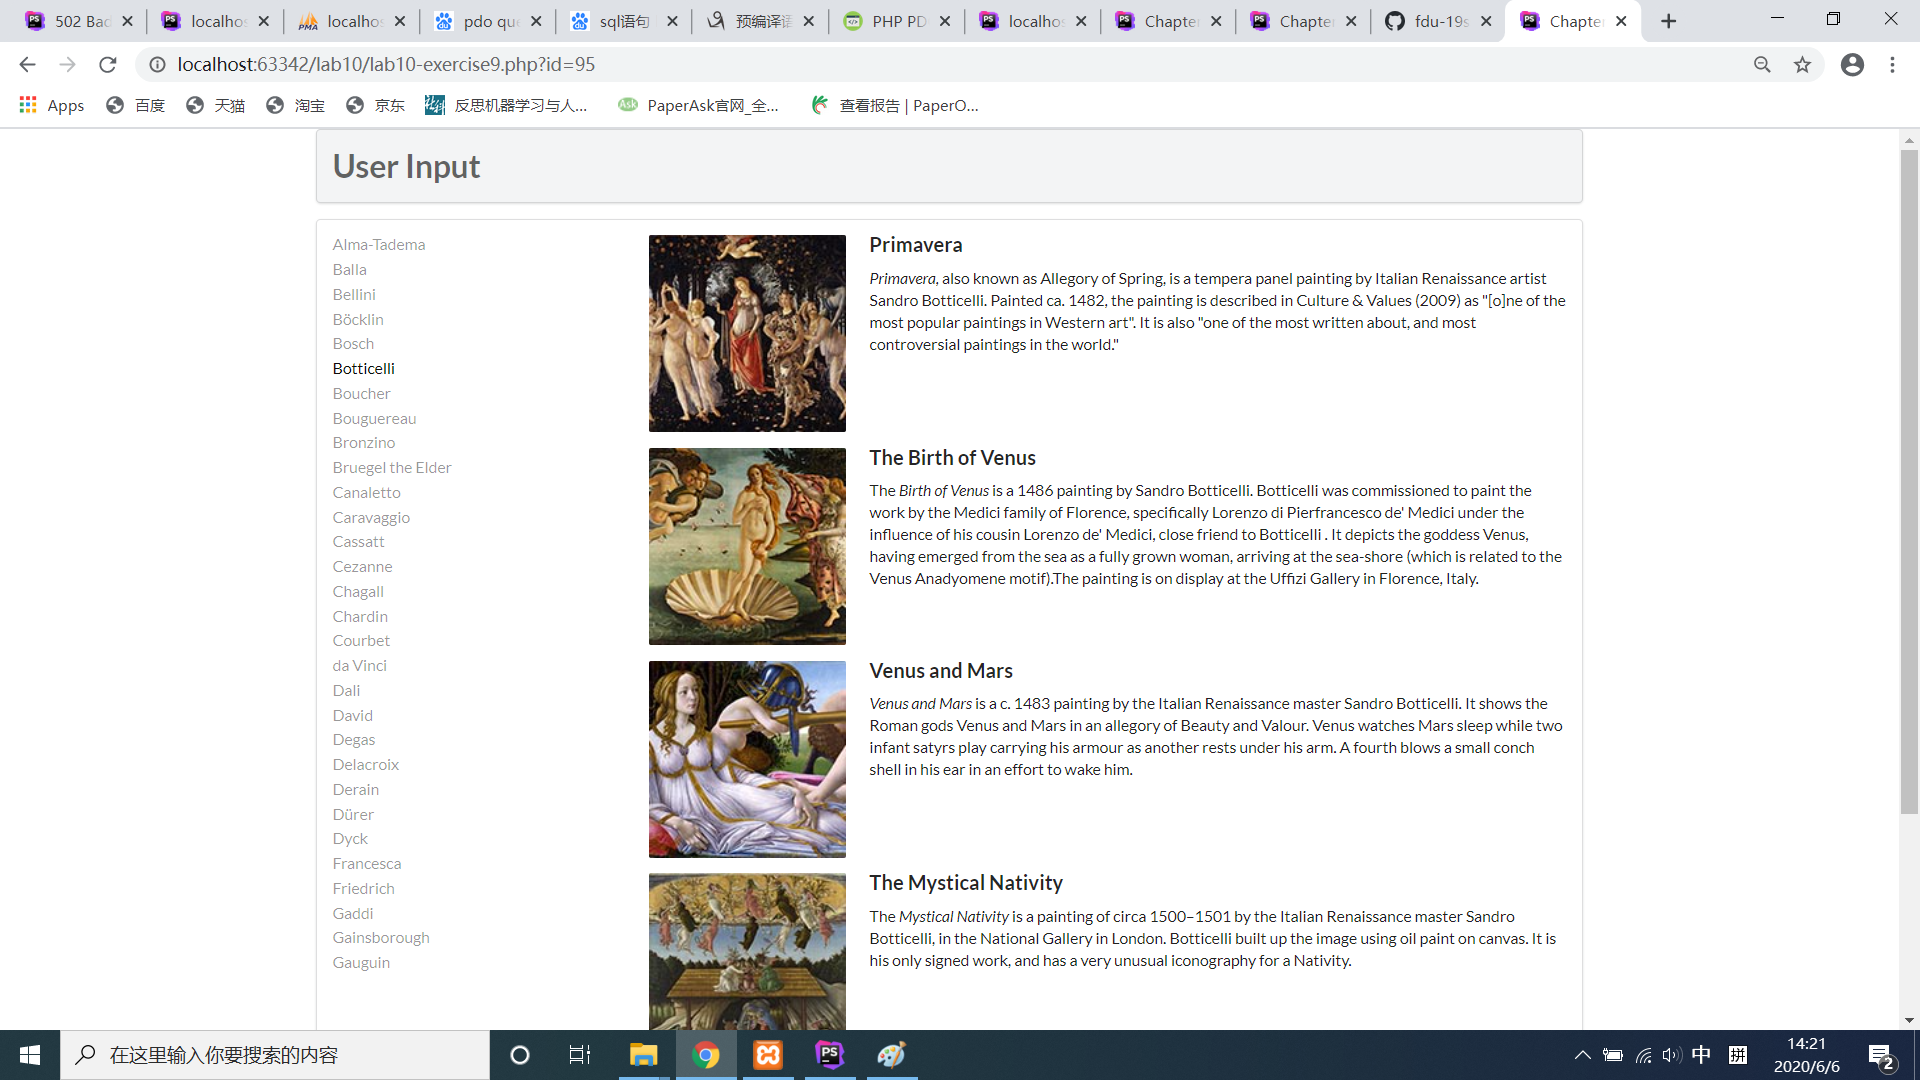 502 Bad
localhos
localhos
pdo que
sql语句
预编译语
PHP PD
localhos
Chapter
Chapter
fdu-19s
Chapter
localhost:63342/lab10/lab10-exercise9.php?id=95
Apps
百度
天猫
淘宝
京东
反思机器学习与人...
PaperAsk官网_全...
查看报告 | PaperO...
User Input
Alma-Tadema
Balla
Bellini
Böcklin
Bosch
Botticelli
Boucher
Bouguereau
Bronzino
Bruegel the Elder
Canaletto
Caravaggio
Cassatt
Cezanne
Chagall
Chardin
Courbet
da Vinci
Dali
David
Degas
Delacroix
Derain
Dürer
Dyck
Francesca
Friedrich
Gaddi
Gainsborough
Gauguin
Primavera
Primavera, also known as Allegory of Spring, is a tempera panel painting by Italian Renaissance artist
Sandro Botticelli. Painted ca. 1482, the painting is described in Culture & Values (2009) as "[o]ne of the
most popular paintings in Western art". It is also "one of the most written about, and most
controversial paintings in the world."
The Birth of Venus
The Birth of Venus is a 1486 painting by Sandro Botticelli. Botticelli was commissioned to paint the
work by the Medici family of Florence, specifically Lorenzo di Pierfrancesco de' Medici under the
influence of his cousin Lorenzo de' Medici, close friend to Botticelli . It depicts the goddess Venus,
having emerged from the sea as a fully grown woman, arriving at the sea-shore (which is related to the
Venus Anadyomene motif).The painting is on display at the Uffizi Gallery in Florence, Italy.
Venus and Mars
Venus and Mars is a c. 1483 painting by the Italian Renaissance master Sandro Botticelli. It shows the
Roman gods Venus and Mars in an allegory of Beauty and Valour. Venus watches Mars sleep while two
infant satyrs play carrying his armour as another rests under his arm. A fourth blows a small conch
shell in his ear in an effort to wake him.
The Mystical Nativity
The Mystical Nativity is a painting of circa 1500–1501 by the Italian Renaissance master Sandro
Botticelli, in the National Gallery in London. Botticelli built up the image using oil paint on canvas. It is
his only signed work, and has a very unusual iconography for a Nativity.
在这里输入你要搜索的内容
中
拼
14:21
2020/6/6
2